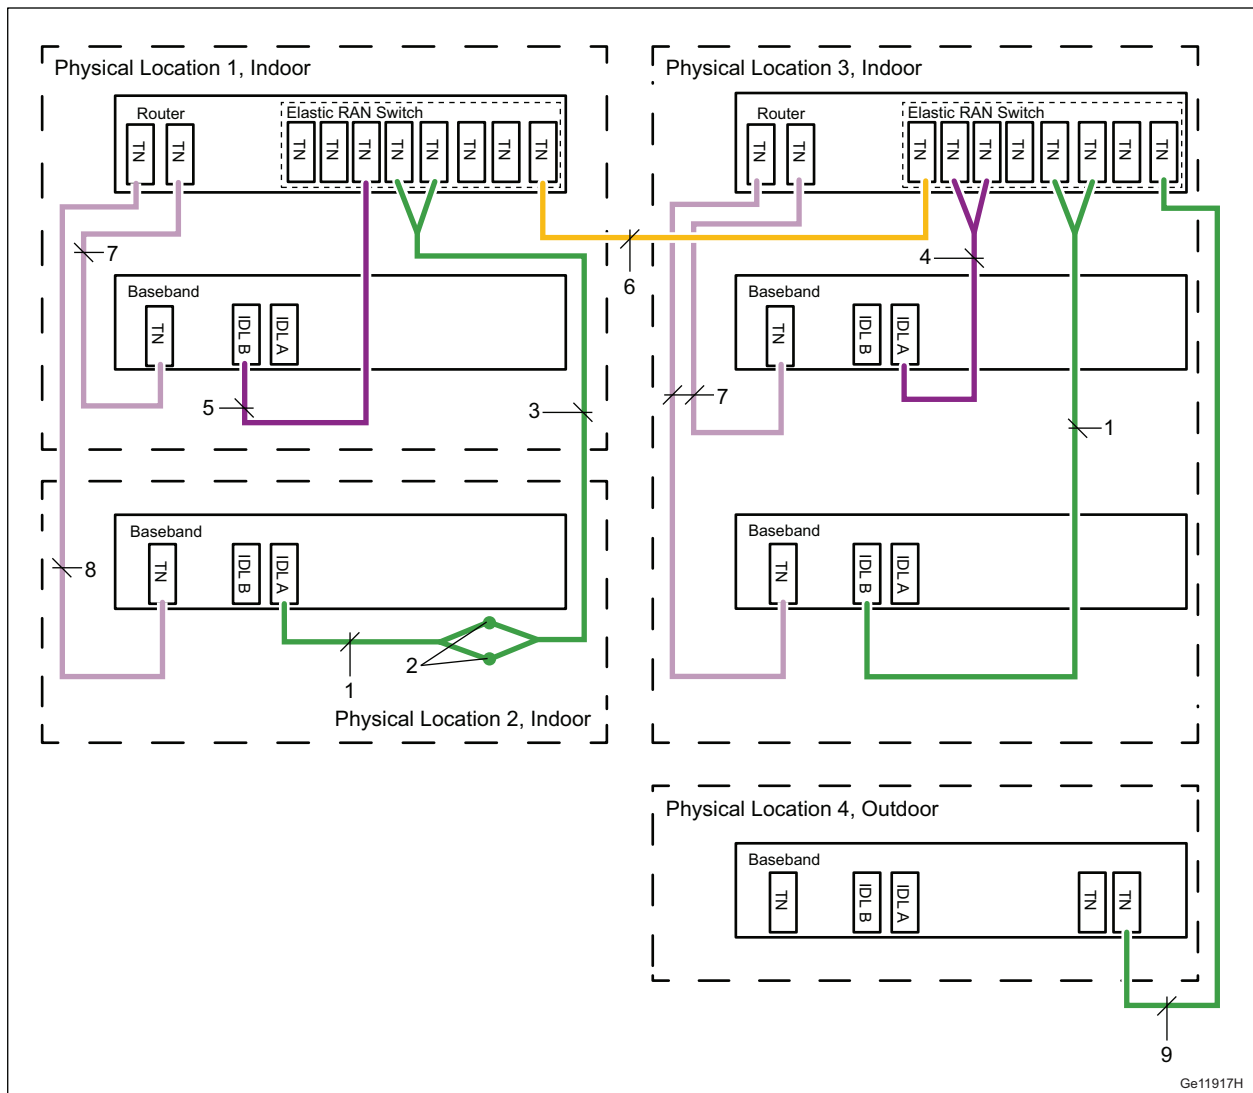 Physical Location 1, Indoor
Router
TN
TN
Elastic RAN Switch
TN
TN
TN
TN
TN
TN
TN
TN
7
Baseband
TN
IDL B
IDL A
5
3
6
Baseband
TN
IDL B
IDL A
8
1
2
Physical Location 2, Indoor
Physical Location 3, Indoor
Router
TN
TN
Elastic RAN Switch
TN
TN
TN
TN
TN
TN
TN
TN
4
Baseband
TN
IDL B
IDL A
7
1
Baseband
TN
IDL B
IDL A
Physical Location 4, Outdoor
Baseband
TN
IDL B
IDL A
TN
TN
9
Ge11917H